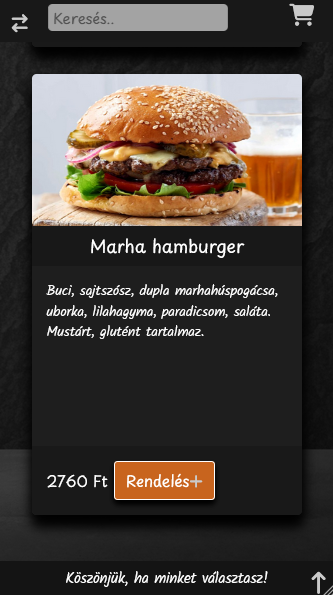 Keresés..
Marha hamburger
Buci, sajtszósz, dupla marhahúspogácsa,
uborka, lilahagyma, paradicsom, saláta.
Mustárt, glutént tartalmaz.
2760 Ft Rendelés+
Köszönjük, ha minket választasz!